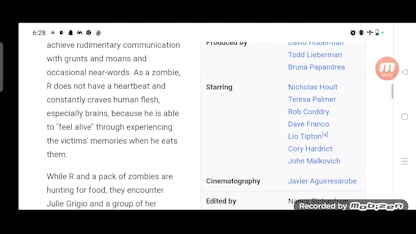 6:28
achieve rudimentary communication
with grunts and moans and
occasional near-words. As a zombie,
R does not have a heartbeat and
constantly craves human flesh,
especially brains, because he is able
to "feel alive" through experiencing
the victims' memories when he eats
them.
While R and a pack of zombies are
hunting for food, they encounter
Julie Grigio and a group of her
Produced by
David Hoberman
Todd Lieberman
Bruna Papandrea
Starring
Nicholas Hoult
Teresa Palmer
Rob Corddry
Dave Franco
Lio Tipton[a]
Cory Hardrict
John Malkovich
Cinematography
Javier Aguirresarobe
Edited by
Nancy Richardson
Recorded by
Mobizen